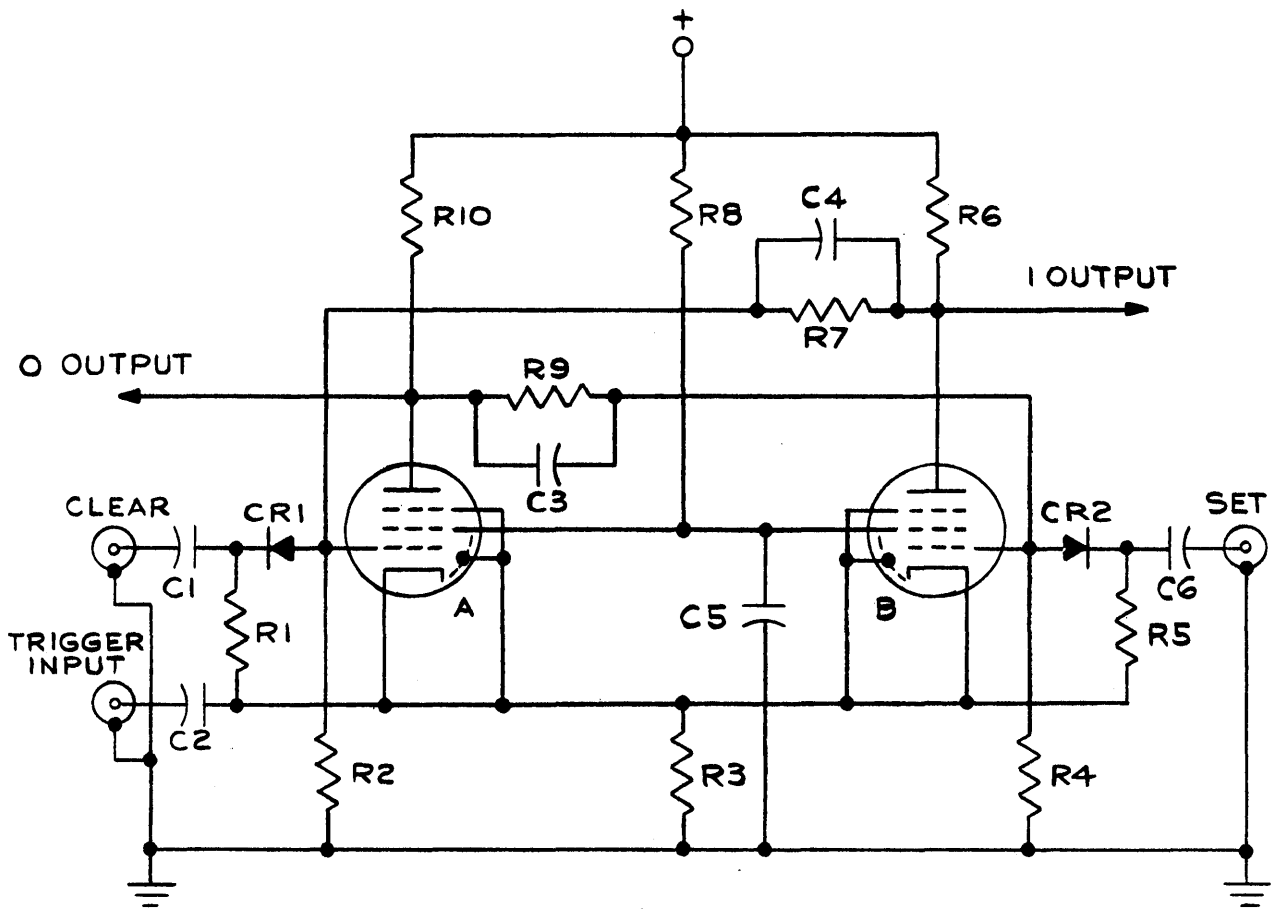 +
R10
R8
C4
R6
1 OUTPUT
R7
0 OUTPUT
R9
C3
CLEAR
CR1
CR2
SET
C1
A
C5
B
C6
R1
R5
TRIGGER
INPUT
C2
R2
R3
R4